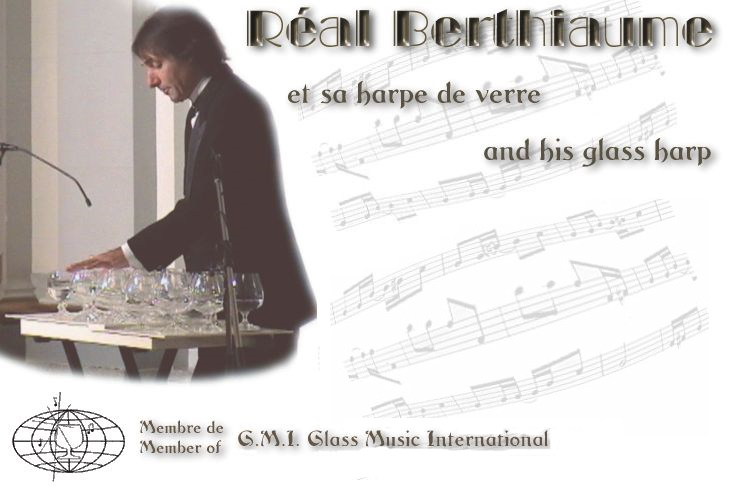 Réal Berthiaume
et sa harpe de verre
and his glass harp
Membre de
Member of G.M.I. Glass Music International